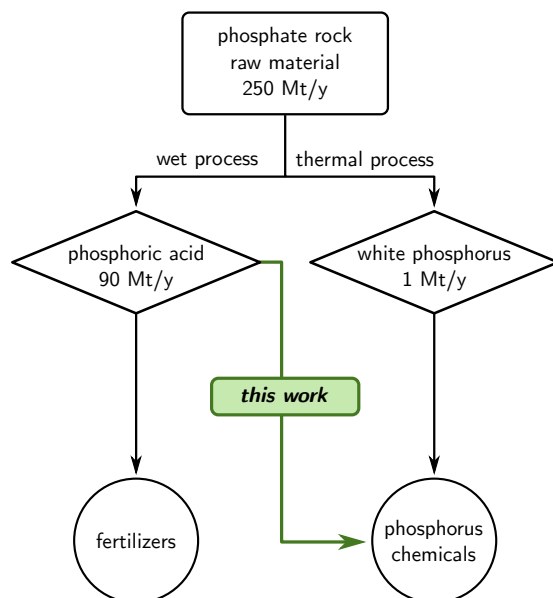 phosphate rock
raw material
250 Mt/y
wet process
thermal process
phosphoric acid
90 Mt/y
white phosphorus
1 Mt/y
this work
fertilizers
phosphorus
chemicals